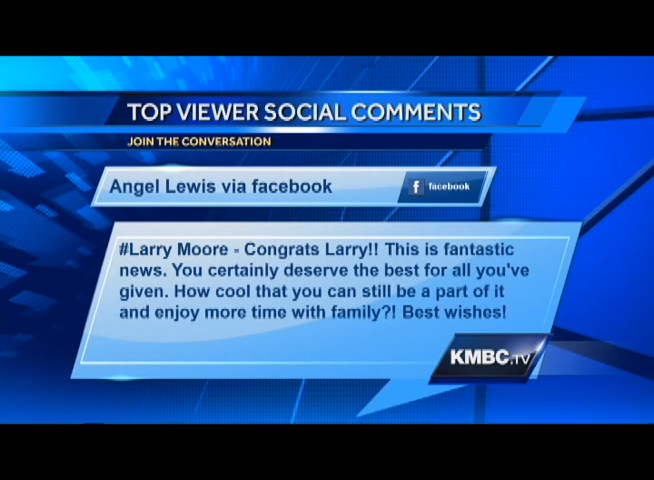 TOP VIEWER SOCIAL COMMENTS
JOIN THE CONVERSATION
Angel Lewis via facebook
f facebook
#Larry Moore - Congrats Larry!! This is fantastic
news. You certainly deserve the best for all you've
given. How cool that you can still be a part of it
and enjoy more time with family?! Best wishes!
KMBC.TV